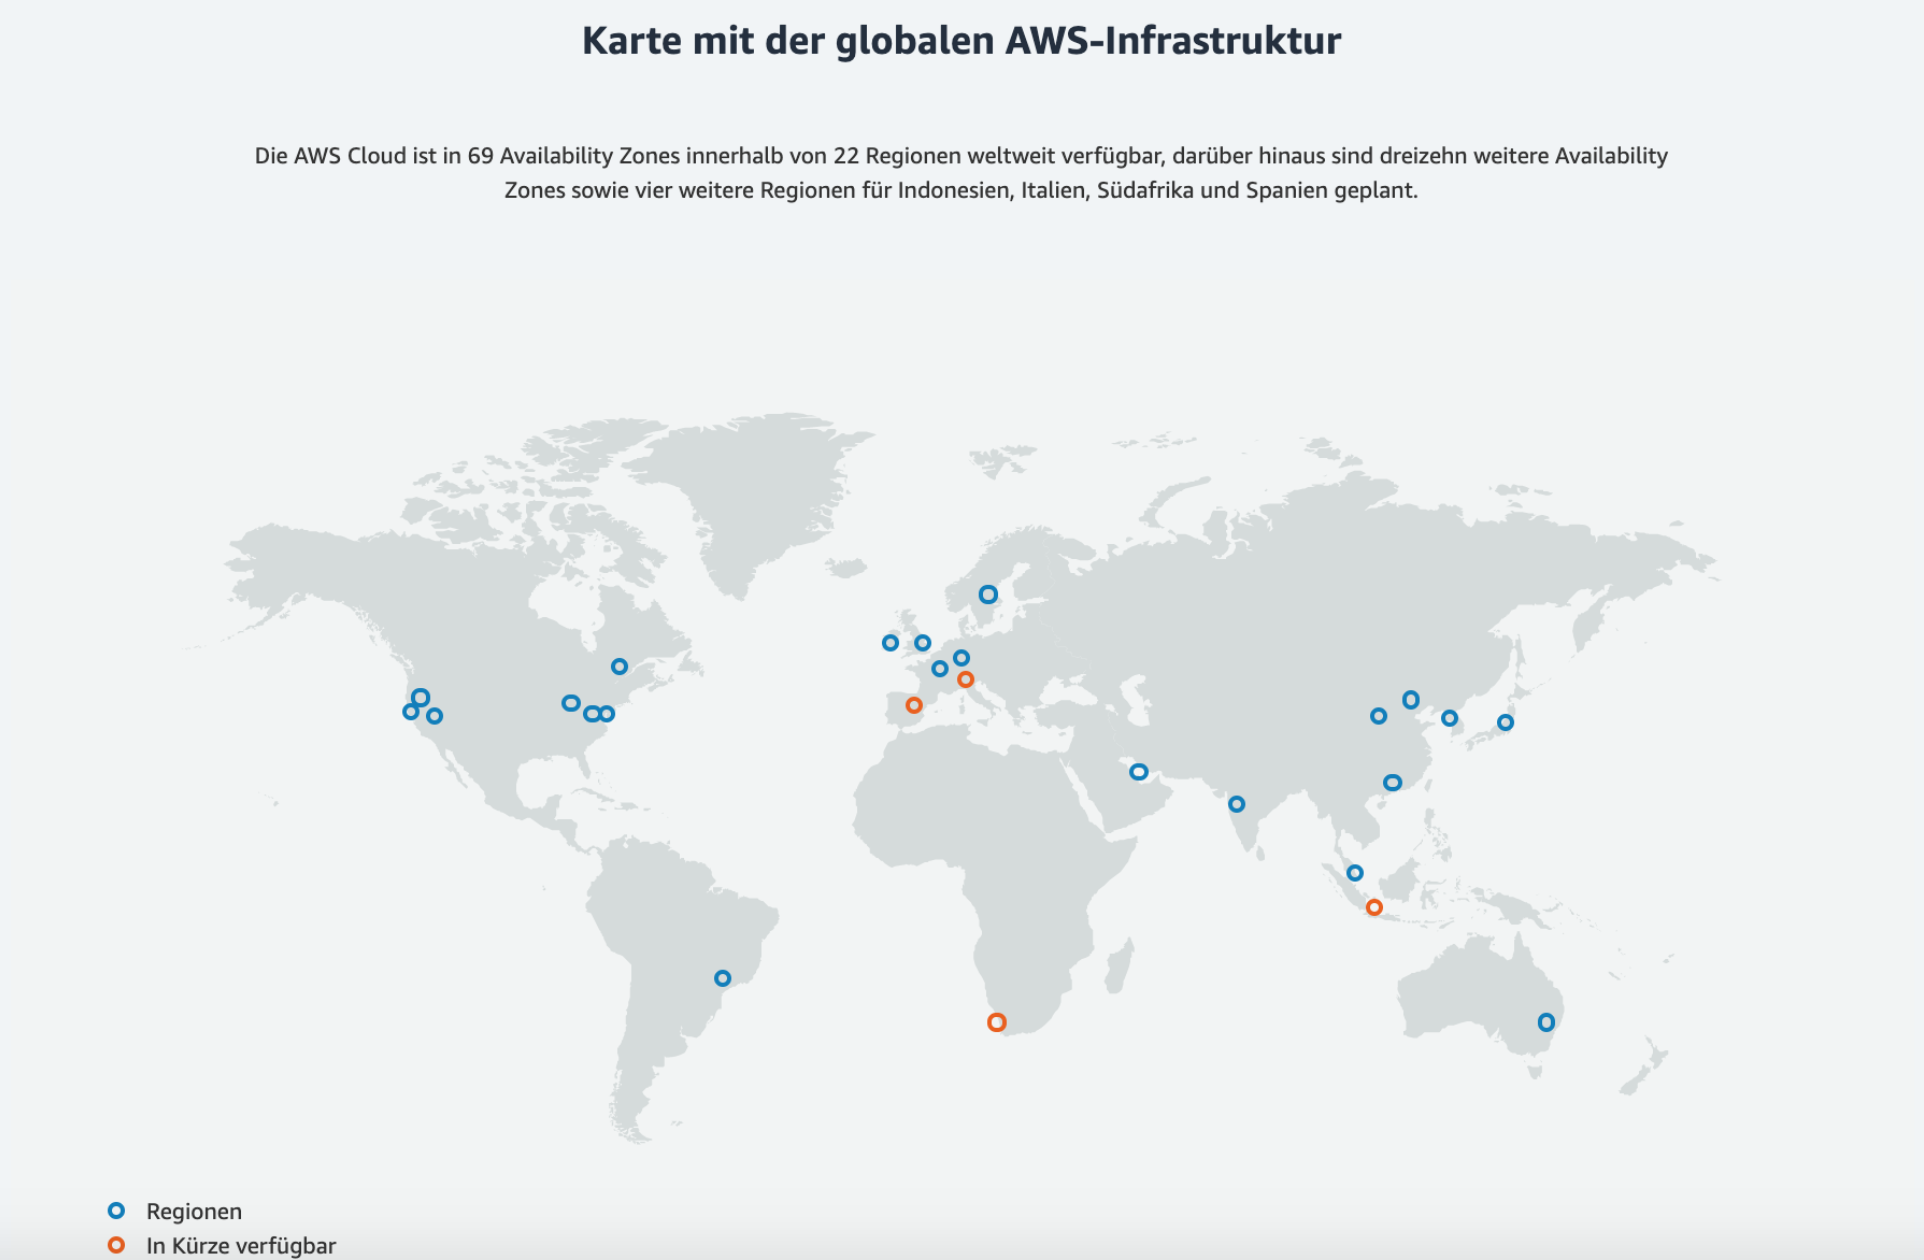 Karte mit der globalen AWS-Infrastruktur
Die AWS Cloud ist in 69 Availability Zones innerhalb von 22 Regionen weltweit verfügbar, darüber hinaus sind dreizehn weitere Availability
Zones sowie vier weitere Regionen für Indonesien, Italien, Südafrika und Spanien geplant.
Regionen
In Kürze verfügbar